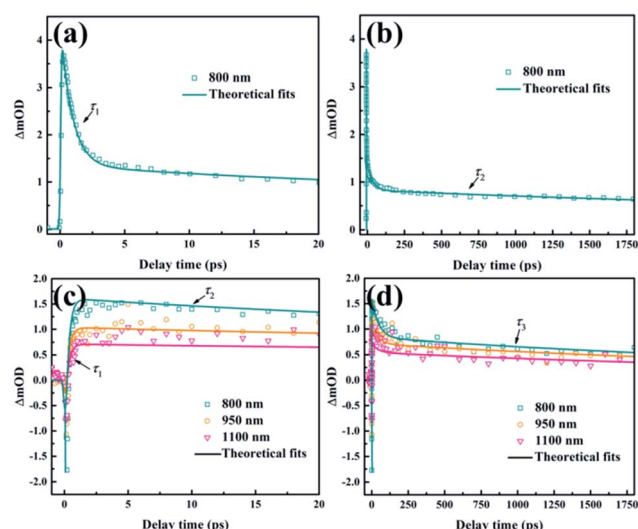 (a)
4
3
2
1
0
ΔmOD
800 nm
Theoretical fits
τ1
0 5 10 15 20
Delay time (ps)
(b)
4
3
2
1
0
ΔmOD
800 nm
Theoretical fits
τ2
0 250 500 750 1000 1250 1500 1750
Delay time (ps)
(c)
2.0
1.5
1.0
0.5
0.0
-0.5
-1.0
-1.5
-2.0
ΔmOD
τ2
τ1
800 nm
950 nm
1100 nm
Theoretical fits
0 5 10 15 20
Delay time (ps)
(d)
2.0
1.5
1.0
0.5
0.0
-0.5
-1.0
-1.5
-2.0
ΔmOD
τ3
800 nm
950 nm
1100 nm
Theoretical fits
0 250 500 750 1000 1250 1500 1750
Delay time (ps)